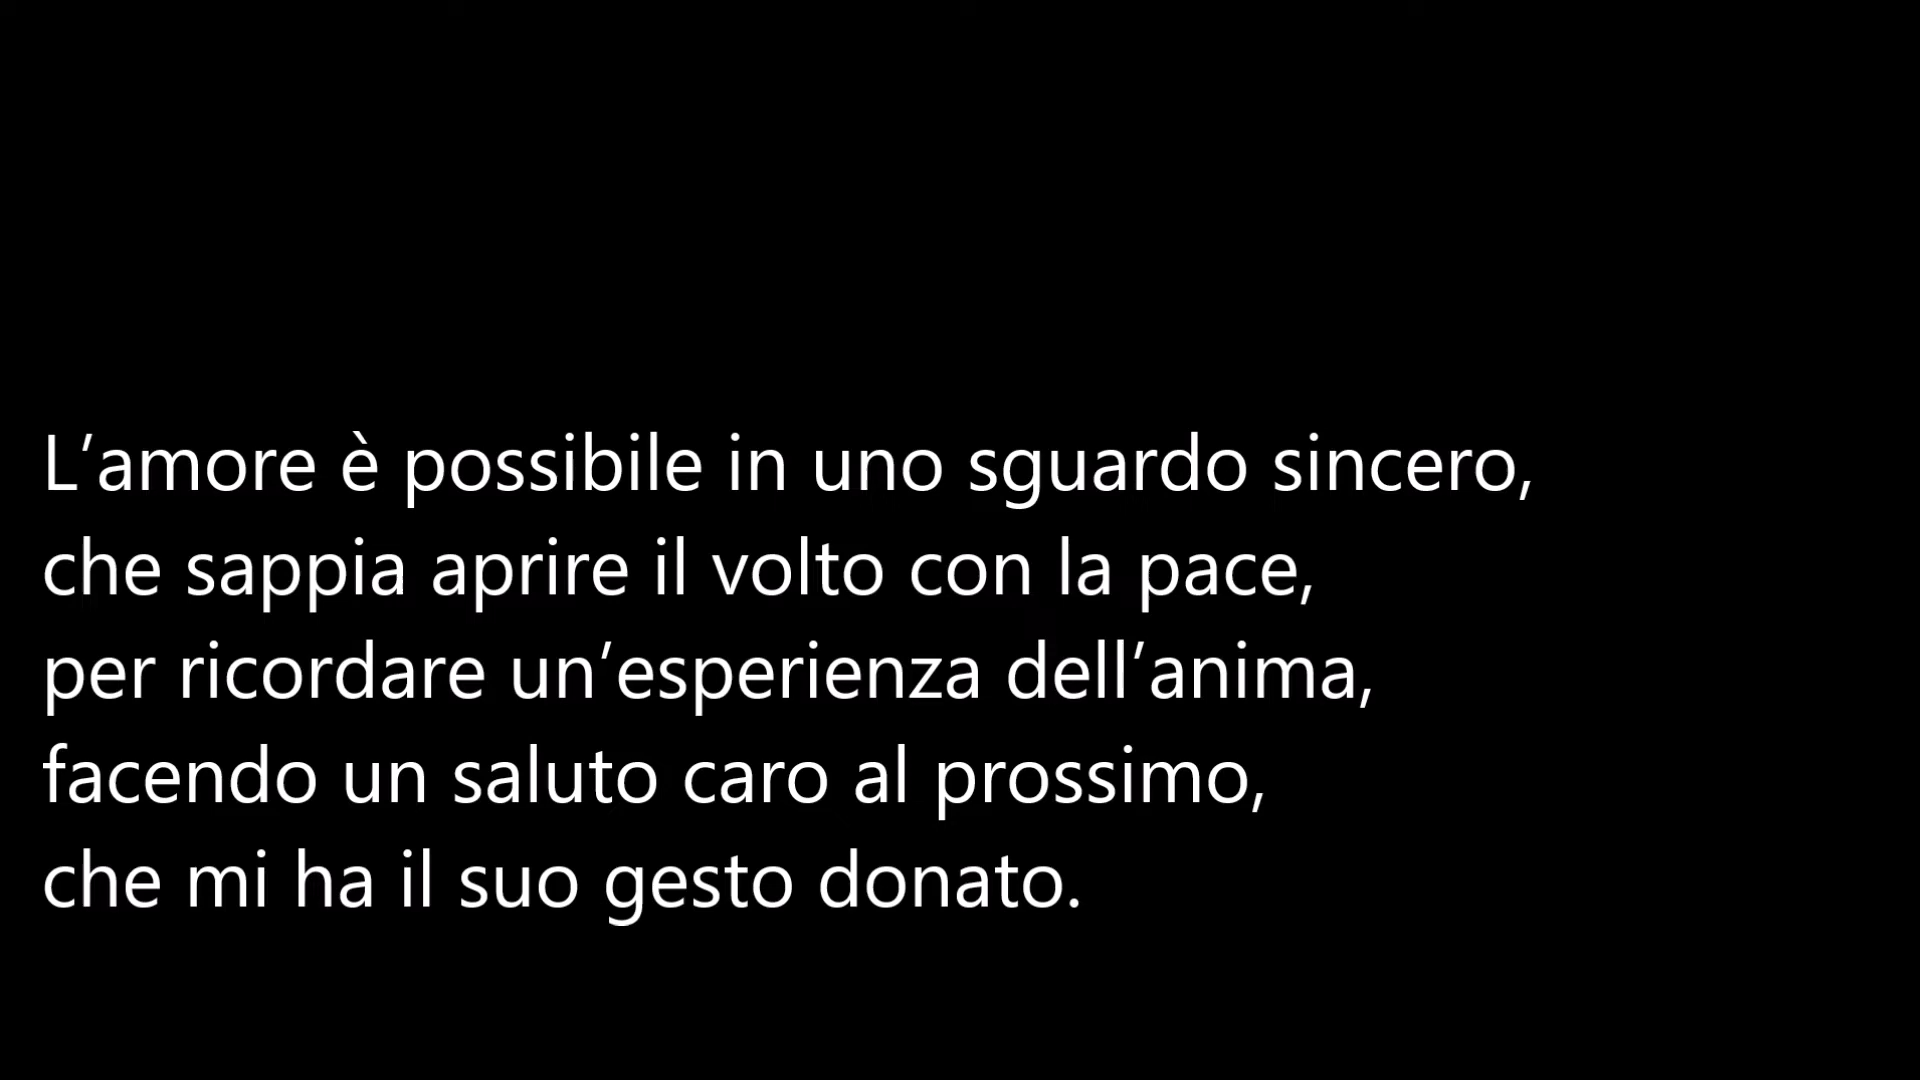 L’amore è possibile in uno sguardo sincero,
che sappia aprire il volto con la pace,
per ricordare un’esperienza dell’anima,
facendo un saluto caro al prossimo,
che mi ha il suo gesto donato.